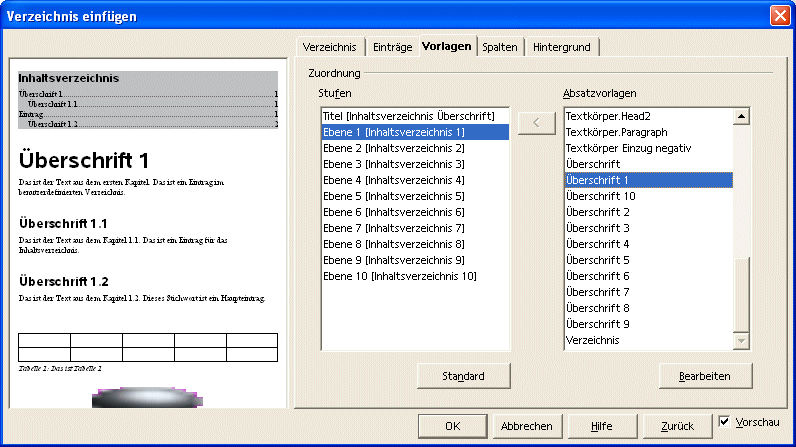 Verzeichnis einfügen
Verzeichnis
Einträge
Vorlagen
Spalten
Hintergrund
Inhaltsverzeichnis
Überschrift 1 1
Überschrift 1.1 1
Eintrag 1
Überschrift 1.2 2
Überschrift 1
Das ist der Text aus dem ersten Kapitel. Das ist ein Eintrag im
benutzerdefinierten Verzeichnis.
Überschrift 1.1
Das ist der Text aus dem Kapitel 1.1. Das ist ein Eintrag für das
Inhaltsverzeichnis.
Überschrift 1.2
Das ist der Text aus dem Kapitel 1.2. Dieses Stichwort ist ein Haupteintrag.
Tabelle 2: Das ist Tabelle 2
Zuordnung
Stufen
Titel [Inhaltsverzeichnis Überschrift]
Ebene 1 [Inhaltsverzeichnis 1]
Ebene 2 [Inhaltsverzeichnis 2]
Ebene 3 [Inhaltsverzeichnis 3]
Ebene 4 [Inhaltsverzeichnis 4]
Ebene 5 [Inhaltsverzeichnis 5]
Ebene 6 [Inhaltsverzeichnis 6]
Ebene 7 [Inhaltsverzeichnis 7]
Ebene 8 [Inhaltsverzeichnis 8]
Ebene 9 [Inhaltsverzeichnis 9]
Ebene 10 [Inhaltsverzeichnis 10]
<
Absatzvorlagen
Textkörper.Head2
Textkörper.Paragraph
Textkörper Einzug negativ
Überschrift
Überschrift 1
Überschrift 10
Überschrift 2
Überschrift 3
Überschrift 4
Überschrift 5
Überschrift 6
Überschrift 7
Überschrift 8
Überschrift 9
Verzeichnis
Standard
Bearbeiten
OK
Abbrechen
Hilfe
Zurück
Vorschau